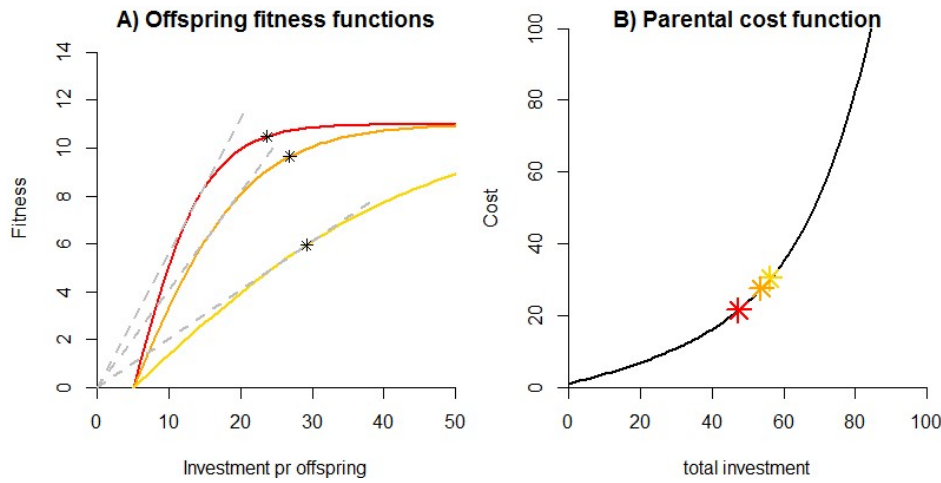 A) Offspring fitness functions
Fitness
14
12
10
8
6
4
2
0
0 10 20 30 40 50
Investment pr offspring
B) Parental cost function
Cost
100
80
60
40
20
0
0 20 40 60 80 100
total investment